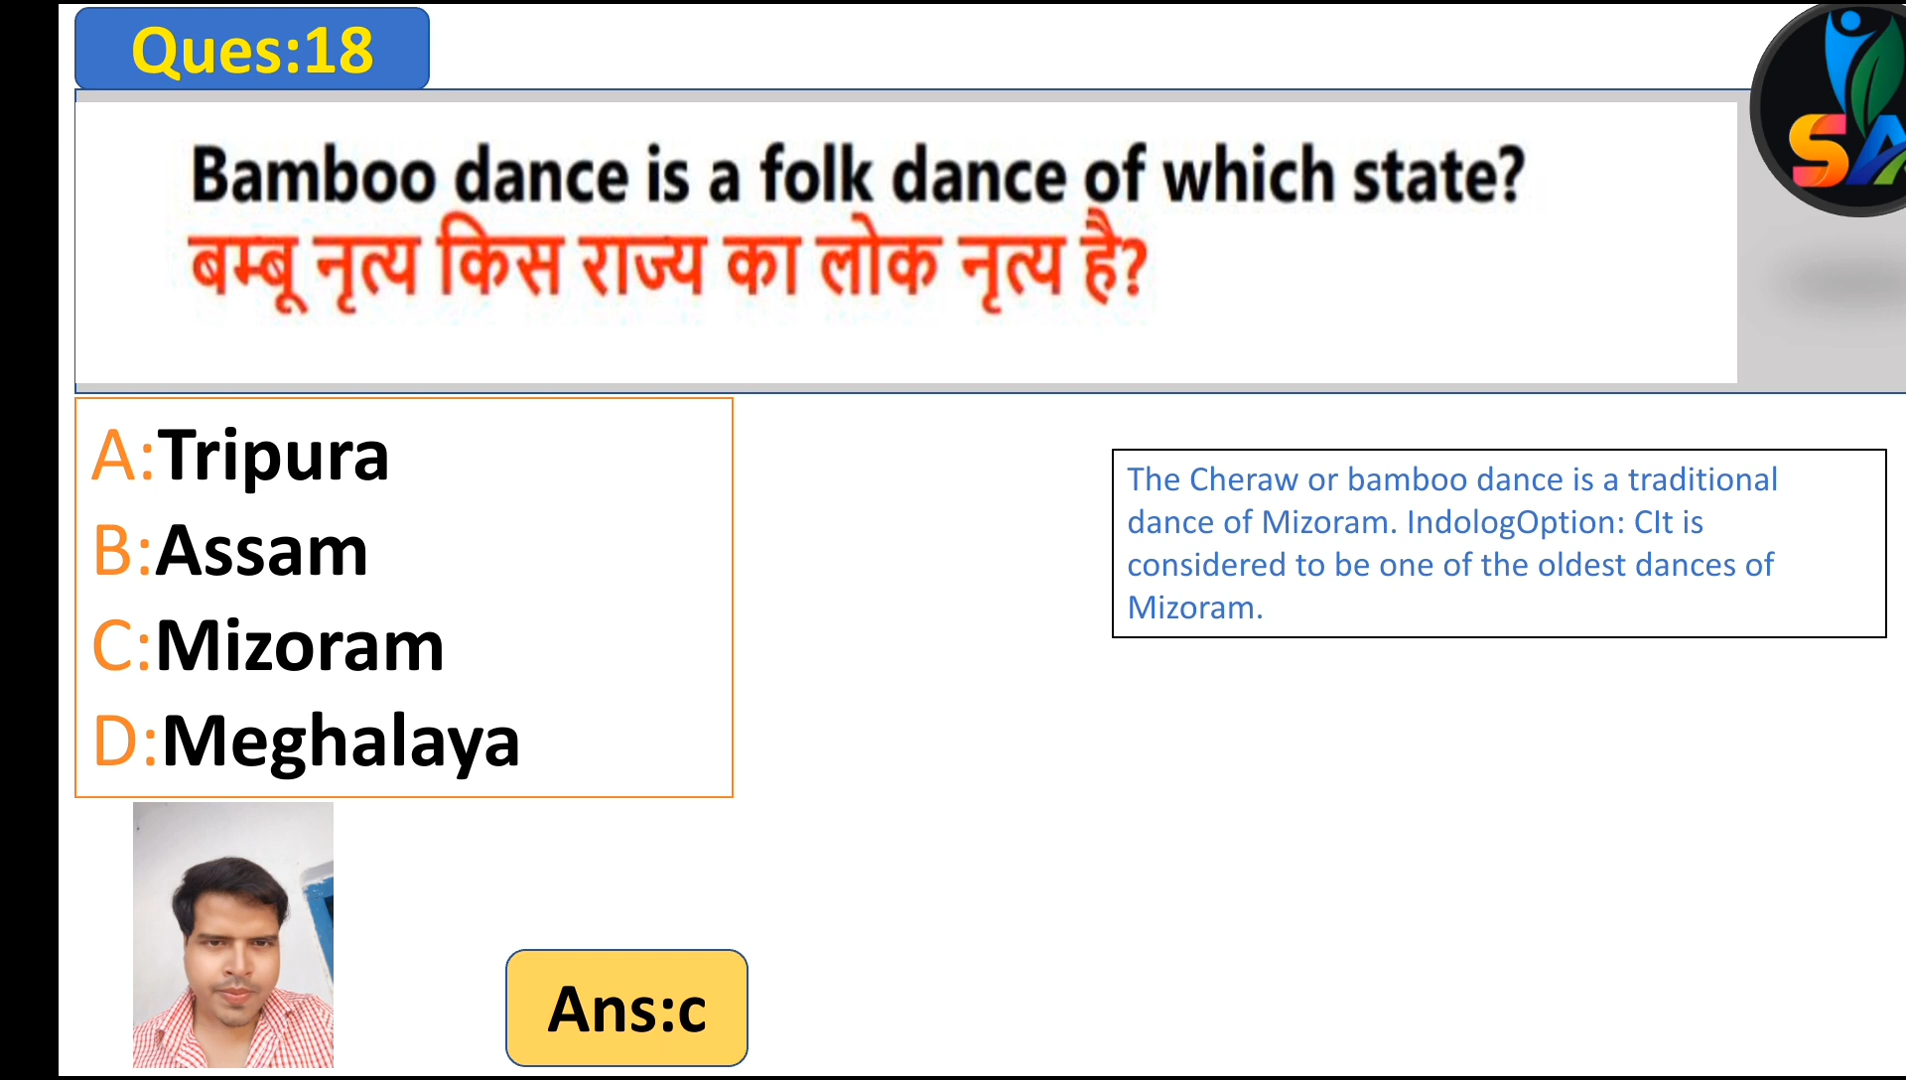 Ques:18
Bamboo dance is a folk dance of which state?
बम्बू नृत्य किस राज्य का लोक नृत्य है?
A:Tripura
B:Assam
C:Mizoram
D:Meghalaya
The Cheraw or bamboo dance is a traditional
dance of Mizoram. IndologOption: CIt is
considered to be one of the oldest dances of
Mizoram.
SA
Ans:c